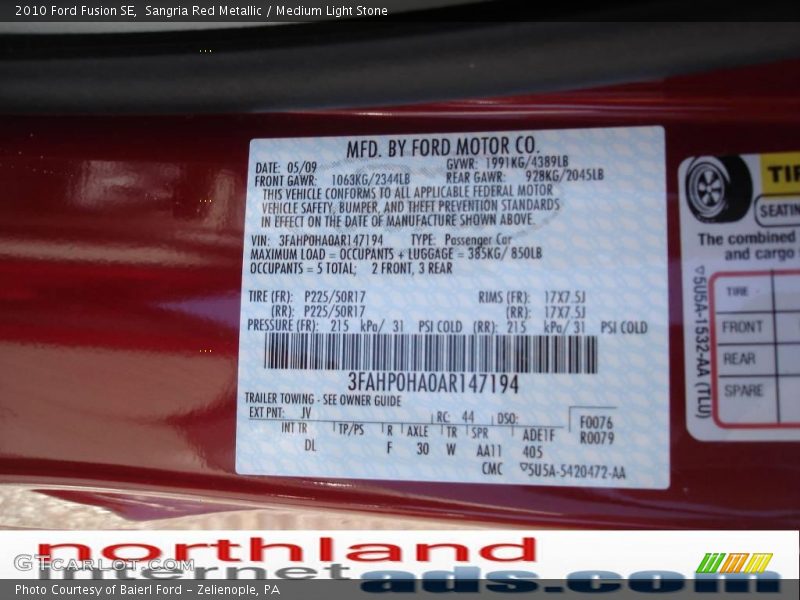 2010 Ford Fusion SE, Sangria Red Metallic / Medium Light Stone
MFD. BY FORD MOTOR CO.
DATE: 05/09 GVWR: 1991KG/4389LB
FRONT GAWR: 1063KG/2344LB REAR GAWR: 928KG/2045LB
THIS VEHICLE CONFORMS TO ALL APPLICABLE FEDERAL MOTOR
VEHICLE SAFETY, BUMPER, AND THEFT PREVENTION STANDARDS
IN EFFECT ON THE DATE OF MANUFACTURE SHOWN ABOVE.
VIN: 3FAHP0HA0AR147194 TYPE: Passenger Car
MAXIMUM LOAD = OCCUPANTS + LUGGAGE = 385KG/ 850LB
OCCUPANTS = 5 TOTAL; 2 FRONT, 3 REAR
TIRE (FR): P225/50R17 RIMS (FR): 17X7.5J
(RR): P225/50R17 (RR): 17X7.5J
PRESSURE (FR): 215 kPa/ 31 PSI COLD (RR): 215 kPa/ 31 PSI COLD
3FAHP0HA0AR147194
TRAILER TOWING - SEE OWNER GUIDE
EXT PNT: JV RC: 44 DSO: F0076
INT TR TP/PS R AXLE TR SPR ADE1F R0079
DL F 30 W AA11 405
CMC 5U5A-5420472-AA
TIR
SEATIN
The combined
and cargo
TIRE
FRONT
REAR
SPARE
5U5A-1532-AA (TLU)
northland
internet ads.com
GTCarLot.com
Photo Courtesy of Baierl Ford - Zelienople, PA